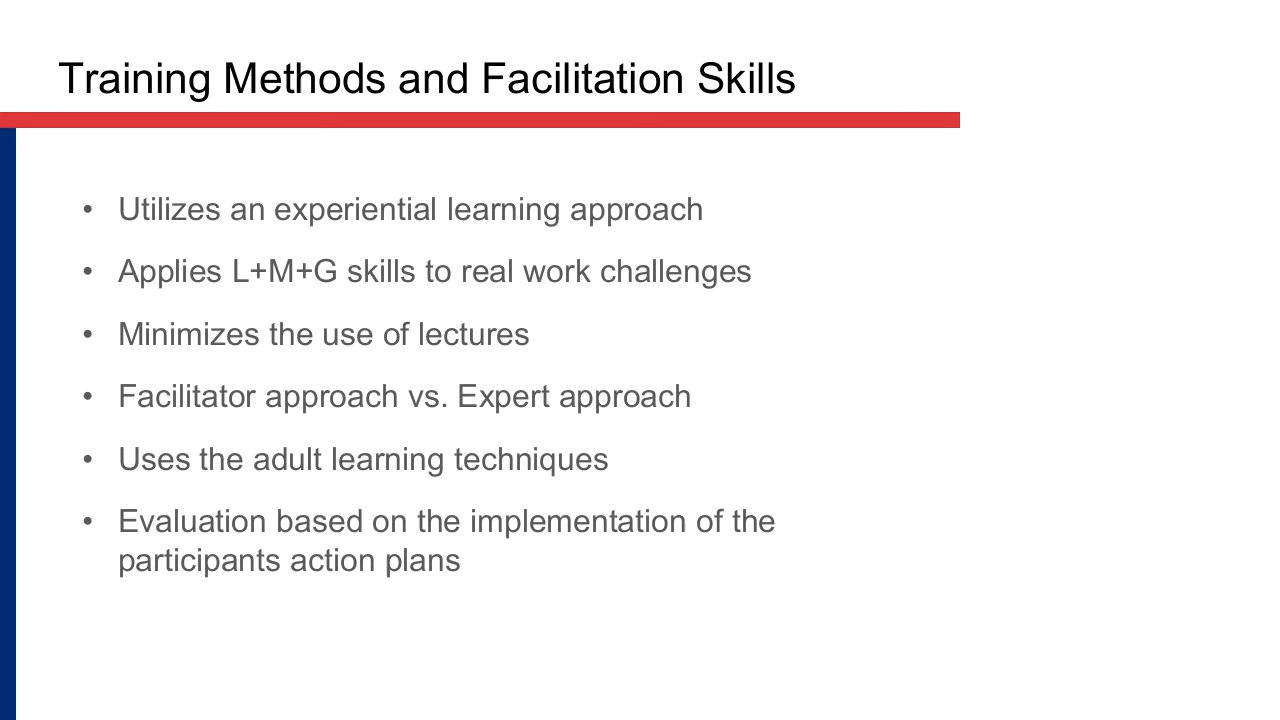 Training Methods and Facilitation Skills
• Utilizes an experiential learning approach
• Applies L+M+G skills to real work challenges
• Minimizes the use of lectures
• Facilitator approach vs. Expert approach
• Uses the adult learning techniques
• Evaluation based on the implementation of the
participants action plans